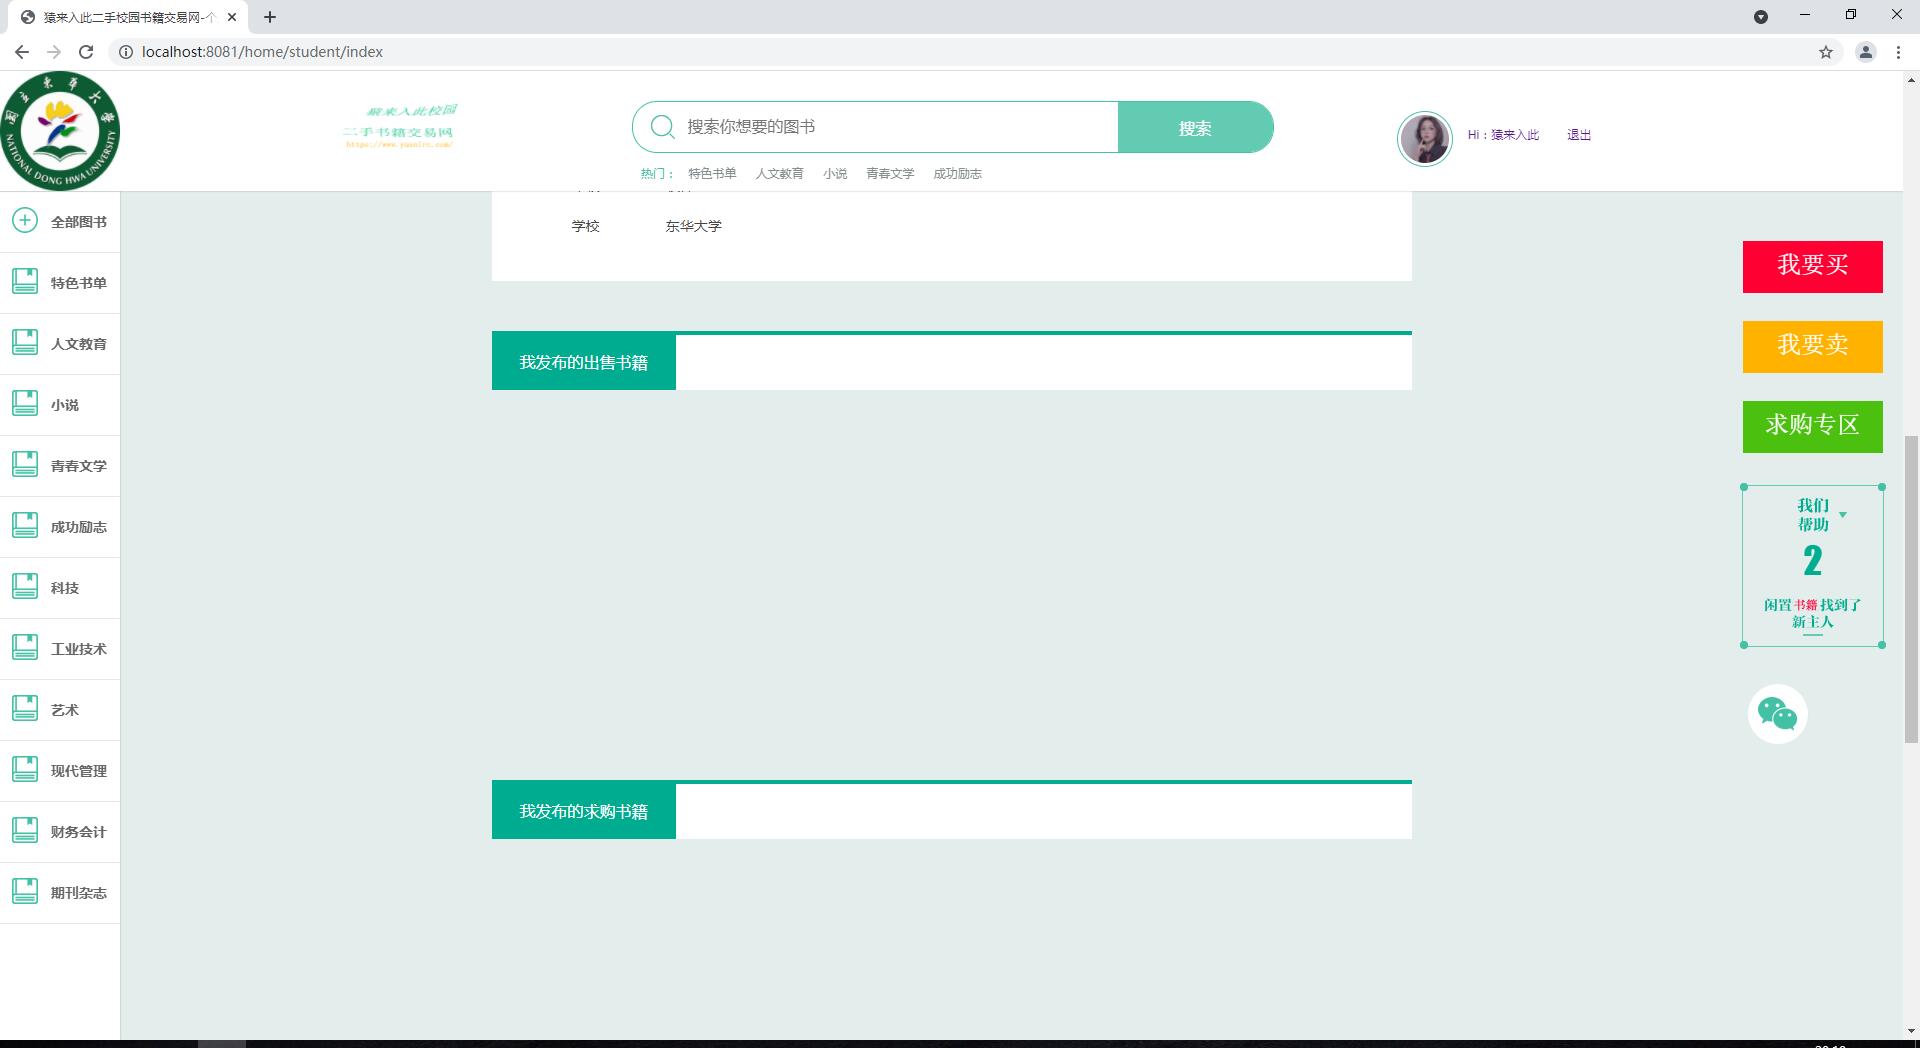 猿来入此二手校园书籍交易网-个
localhost:8081/home/student/index
国立东华大学
NATIONAL DONG HWA UNIVERSITY
猿来入此校园
二手书籍交易网
https://www.yuanlrc.com/
搜索你想要的图书
搜索
热门： 特色书单 人文教育 小说 青春文学 成功励志
Hi：猿来入此 退出
全部图书
特色书单
人文教育
小说
青春文学
成功励志
科技
工业技术
艺术
现代管理
财务会计
期刊杂志
学校 东华大学
我发布的出售书籍
我发布的求购书籍
我要买
我要卖
求购专区
我们
帮助
2
闲置书籍找到了
新主人